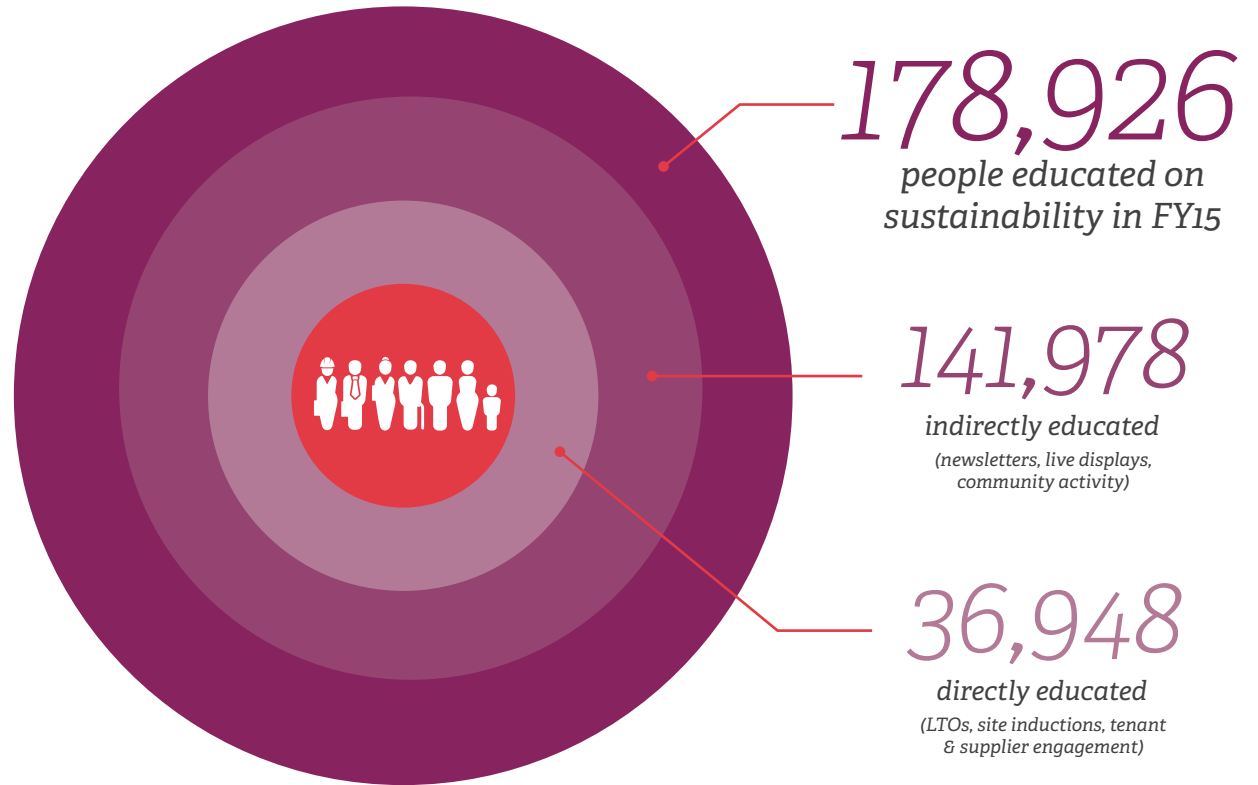 178,926
people educated on
sustainability in FY15
141,978
indirectly educated
(newsletters, live displays,
community activity)
36,948
directly educated
(LTOs, site inductions, tenant
& supplier engagement)